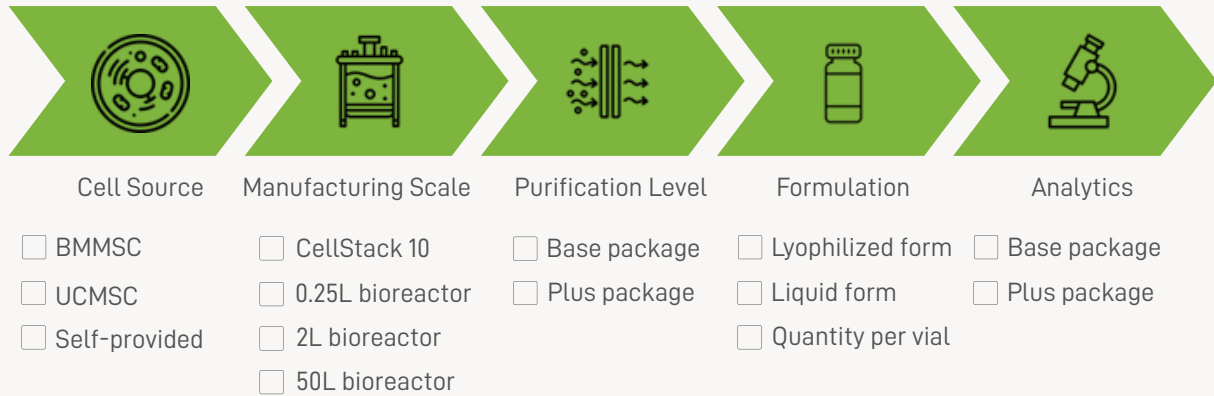 Cell Source
BMMSC
UCMSC
Self-provided
Manufacturing Scale
CellStack 10
0.25L bioreactor
2L bioreactor
50L bioreactor
Purification Level
Base package
Plus package
Formulation
Lyophilized form
Liquid form
Quantity per vial
Analytics
Base package
Plus package